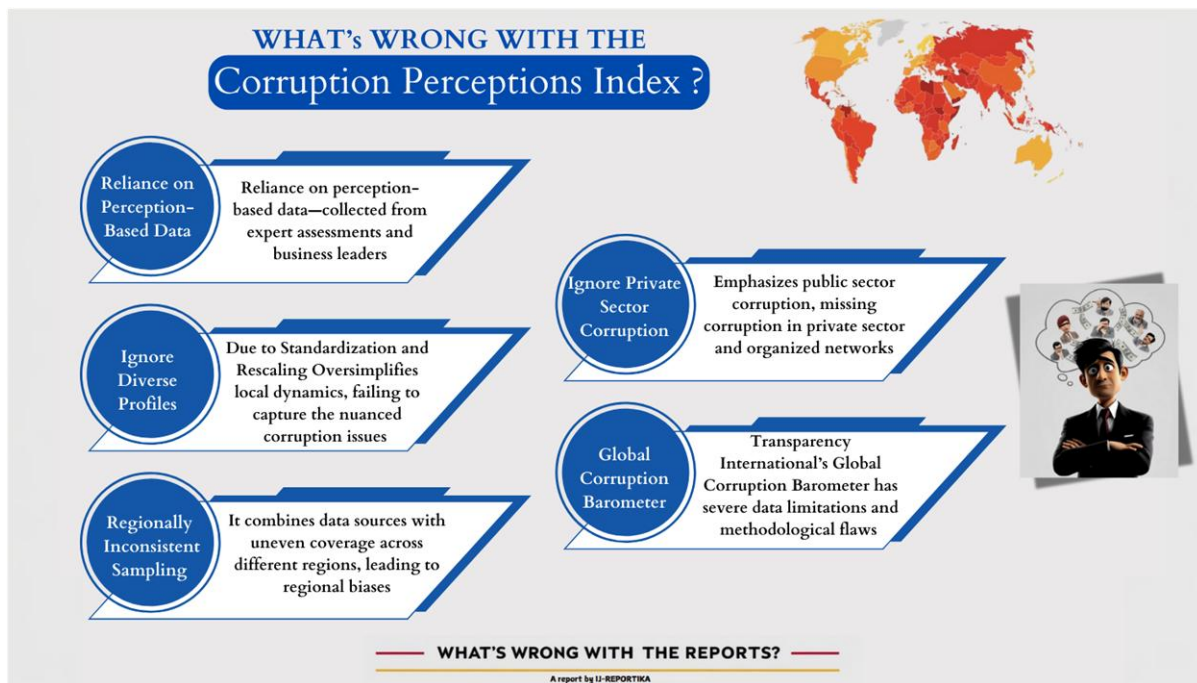 WHAT's WRONG WITH THE
Corruption Perceptions Index ?
Reliance on
Perception-
Based Data
Reliance on perception-
based data—collected from
expert assessments and
business leaders
Ignore
Diverse
Profiles
Due to Standardization and
Rescaling Oversimplifies
local dynamics, failing to
capture the nuanced
corruption issues
Regionally
Inconsistent
Sampling
It combines data sources with
uneven coverage across
different regions, leading to
regional biases
Ignore Private
Sector
Corruption
Emphasizes public sector
corruption, missing
corruption in private sector
and organized networks
Global
Corruption
Barometer
Transparency
International's Global
Corruption Barometer has
severe data limitations and
methodological flaws
WHAT'S WRONG WITH THE REPORTS?
A report by IJ-REPORTIKA